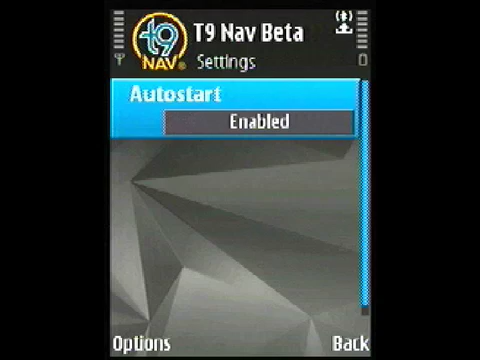 t9
NAV®
T9 Nav Beta
Settings
Autostart
Enabled
Options
Back